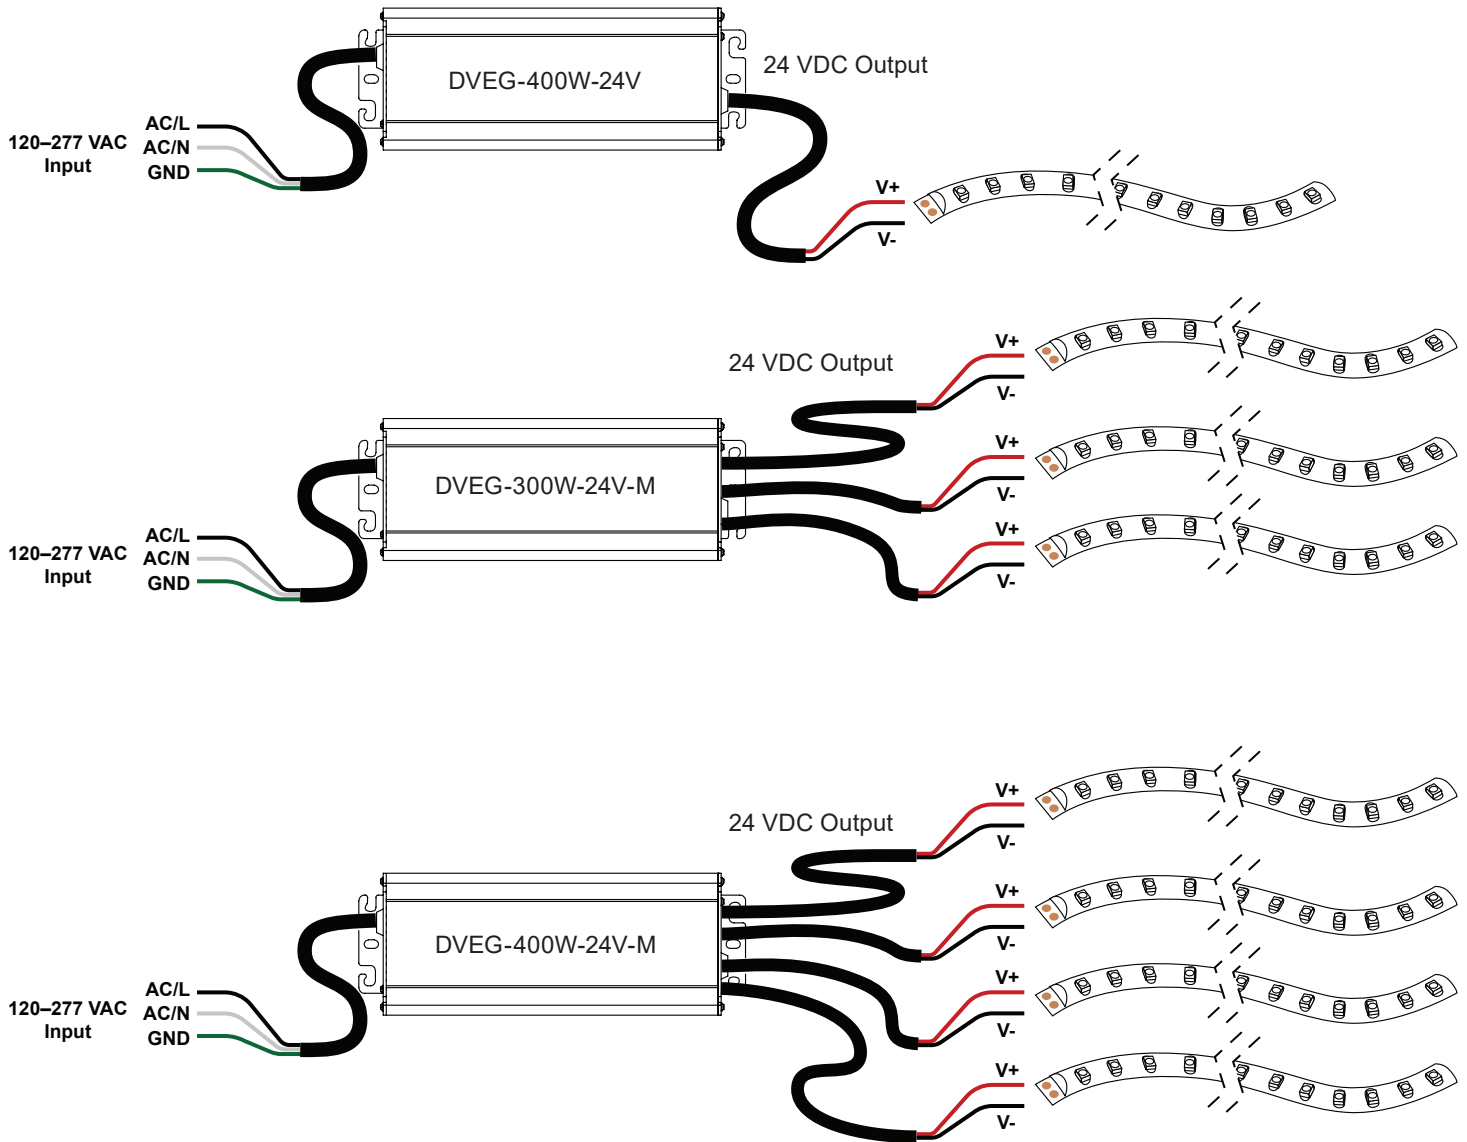 DVEG-400W-24V
24 VDC Output
120–277 VAC
Input
AC/L
AC/N
GND
V+
V-
24 VDC Output
DVEG-300W-24V-M
120–277 VAC
Input
AC/L
AC/N
GND
V+
V-
V+
V-
V+
V-
24 VDC Output
DVEG-400W-24V-M
120–277 VAC
Input
AC/L
AC/N
GND
V+
V-
V+
V-
V+
V-
V+
V-